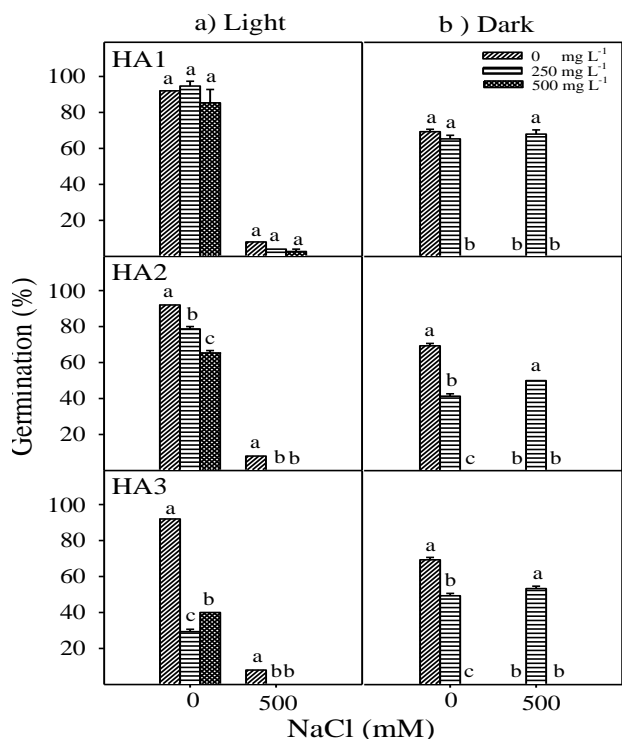 a) Light
b ) Dark
HA1
0 mg L-1
250 mg L-1
500 mg L-1
100
80
60
40
20
a a a
a a a
a a
b
a
b b
HA2
100
80
60
40
20
a
b
c
a
b b
a
b
c
a
b b
HA3
100
80
60
40
20
a
c
b
a
bb
a
b
c
a
b b
0 500
0 500
Germination (%)
NaCl (mM)